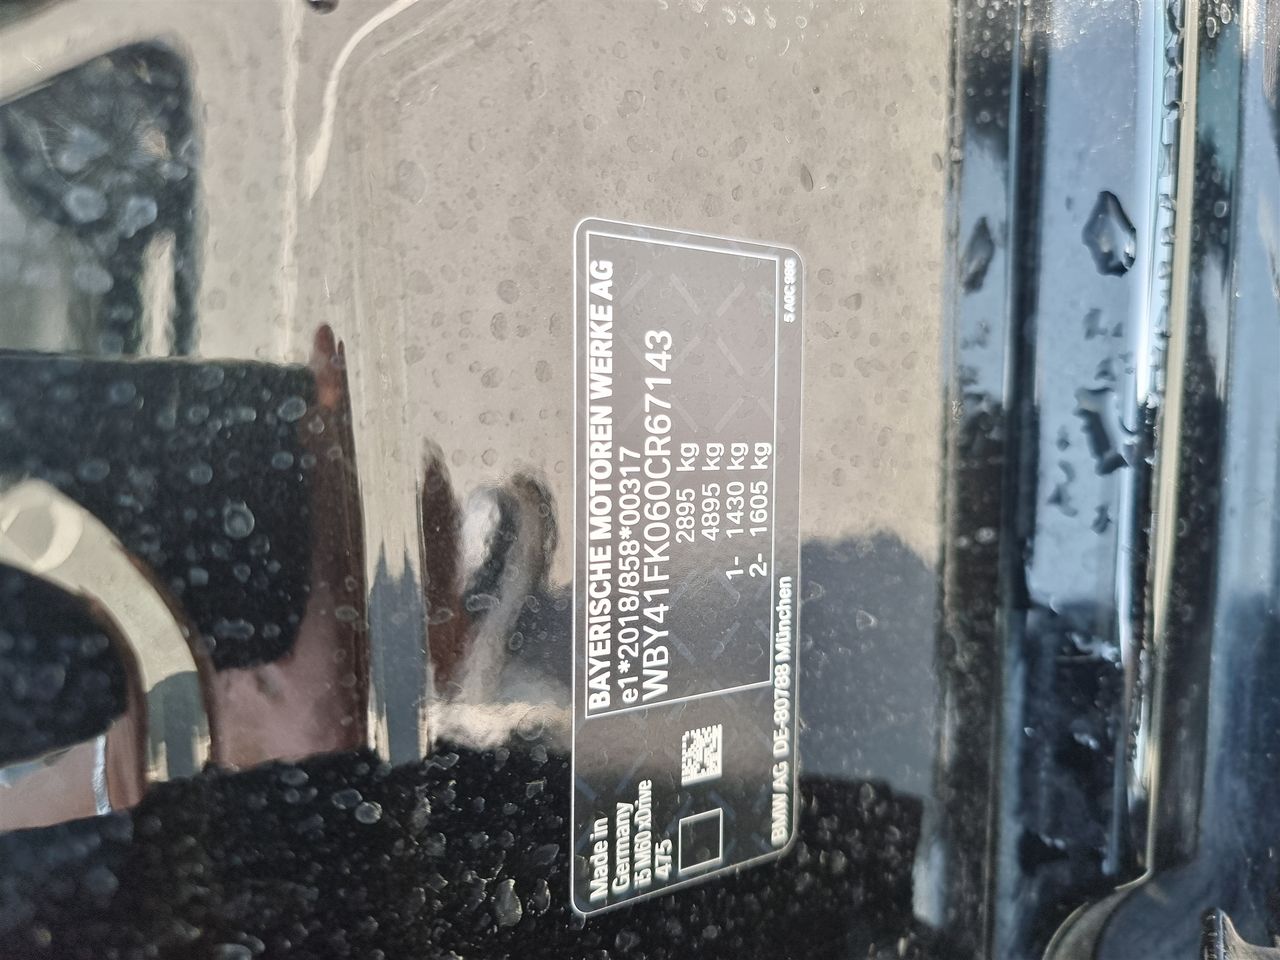 BAYERISCHE MOTOREN WERKE AG
e1*2018/858*00317
WBY41FK060CR67143
2895 kg
4895 kg
1- 1430 kg
2- 1605 kg
Made in
Germany
i5 M60 xDrive
475
BMW AG DE-80788 München